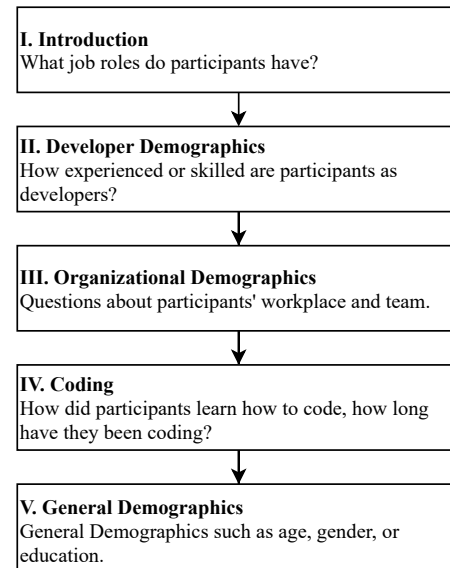 I. Introduction
What job roles do participants have?
II. Developer Demographics
How experienced or skilled are participants as
developers?
III. Organizational Demographics
Questions about participants' workplace and team.
IV. Coding
How did participants learn how to code, how long
have they been coding?
V. General Demographics
General Demographics such as age, gender, or
education.